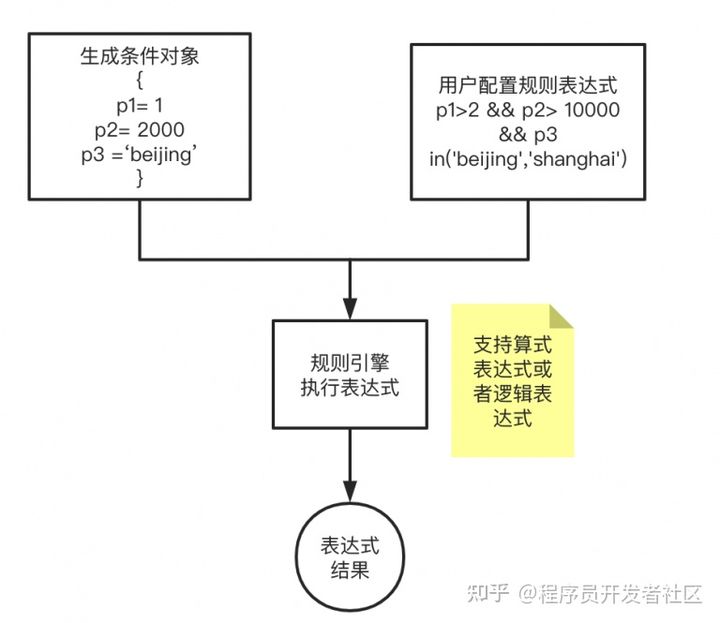 生成条件对象
{
p1= 1
p2= 2000
p3 =‘beijing’
}
用户配置规则表达式
p1>2 && p2> 10000
&& p3
in('beijing','shanghai')
规则引擎
执行表达式
支持算式
表达式或
者逻辑表
达式
表达式
结果
知乎 @程序员开发者社区